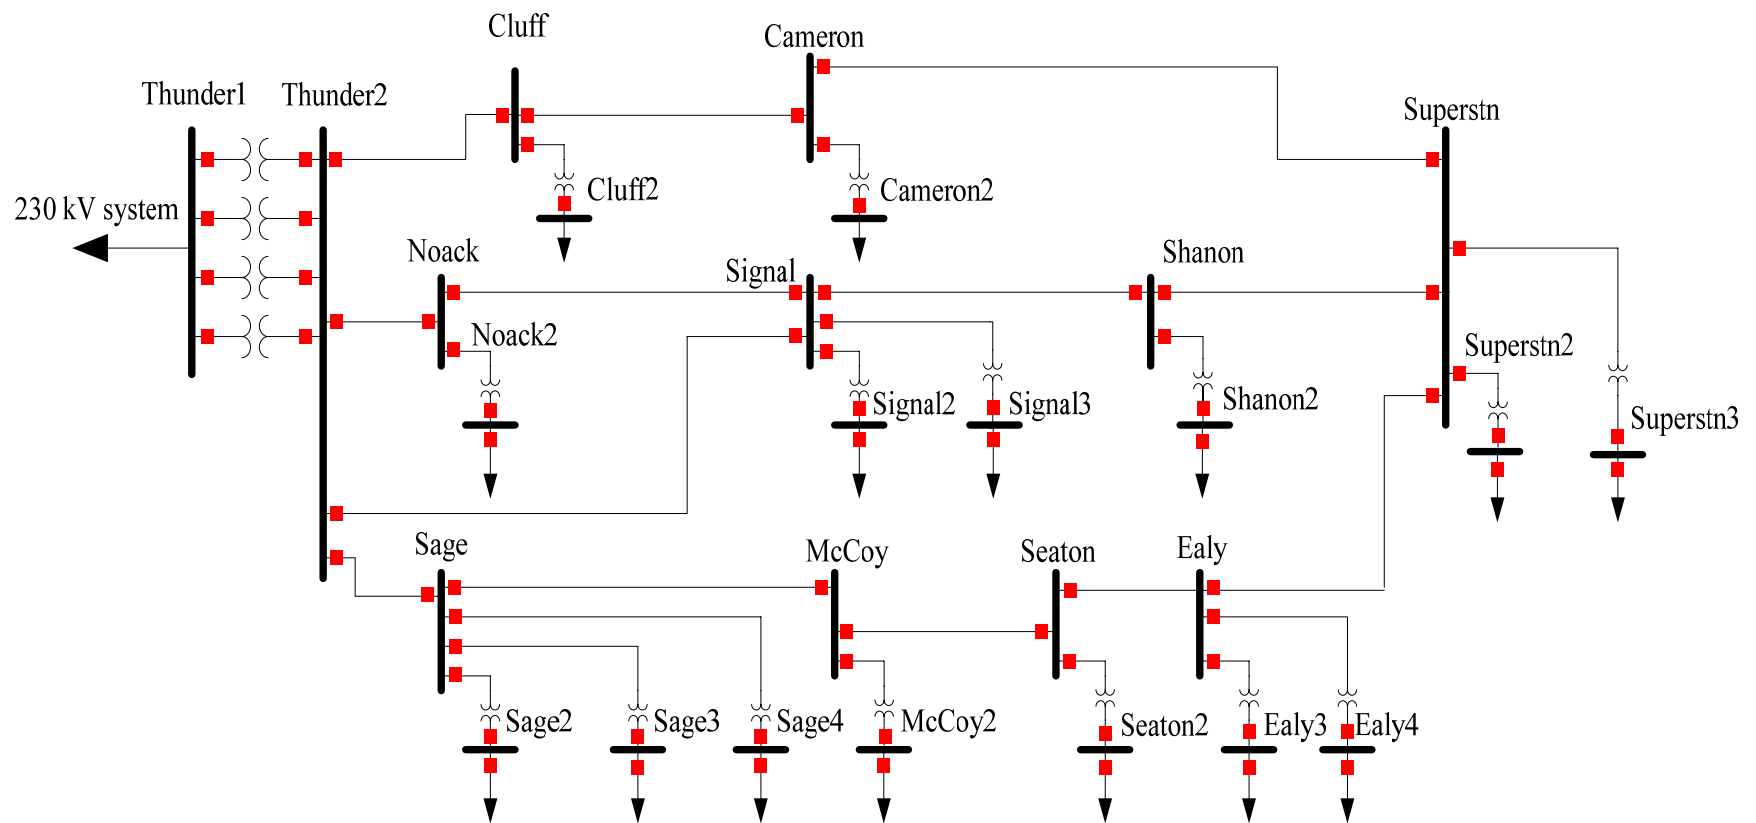 Cluff
Cameron
Thunder1
Thunder2
Superstn
Cluff2
Cameron2
230 kV system
Noack
Signal
Shanon
Noack2
Superstn2
Signal2
Signal3
Shanon2
Superstn3
Sage
McCoy
Seaton
Ealy
Sage2
Sage3
Sage4
McCoy2
Seaton2
Ealy3
Ealy4